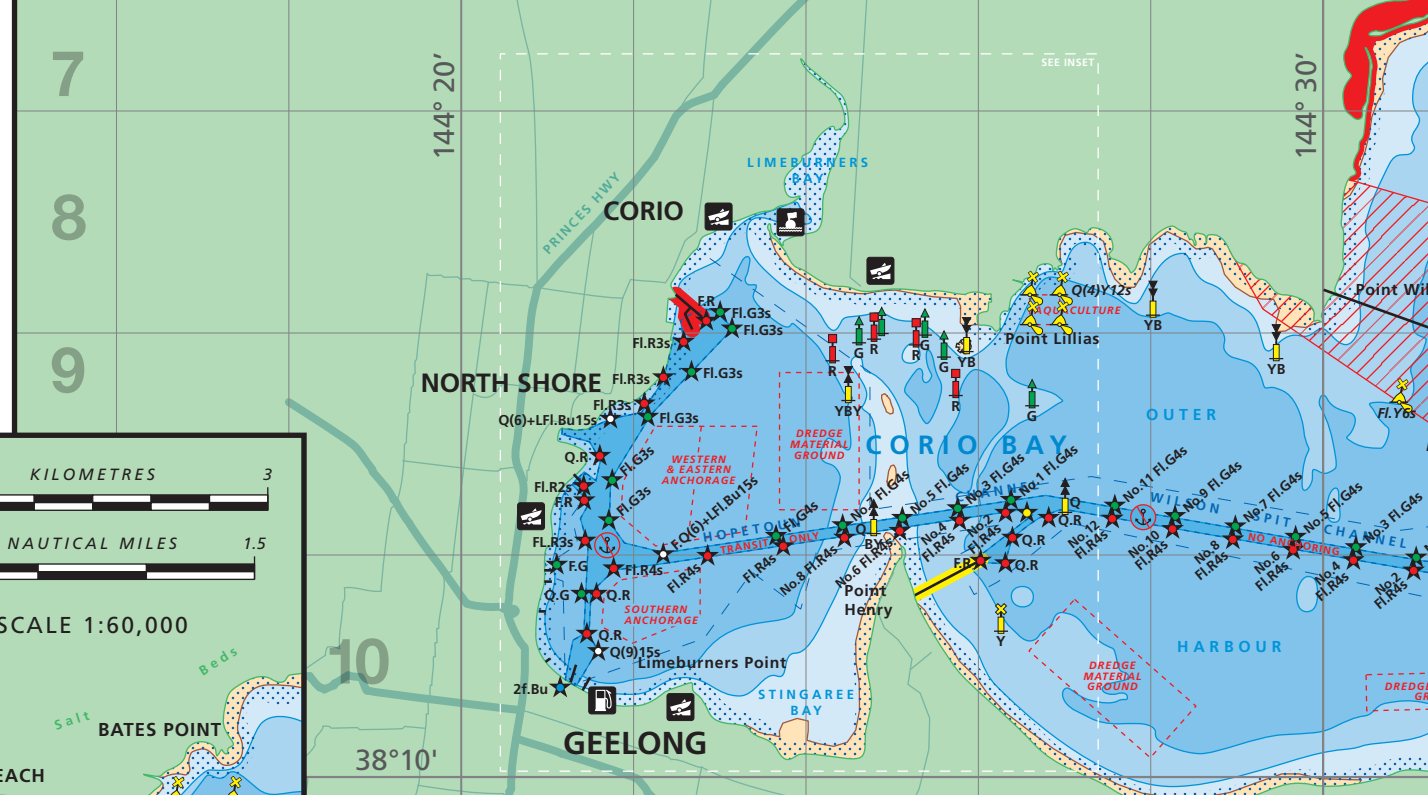 7
8
9
10
144° 20'
144° 30'
38°10'
SEE INSET
LIMEBURNERS
BAY
PRINCES HWY
CORIO
F.R
Fl.G3s
Fl.G3s
Fl.R3s
Fl.G3s
Fl.R3s
NORTH SHORE
Fl.R3s
Fl.G3s
Q(6)+LFl.Bu15s
Q.R
Fl.G3s
Fl.R2s
F.R
Fl.G3s
FL.R3s
F.G
Fl.R4s
Q.G
Q.R
Q.R
Q(9)15s
2f.Bu
WESTERN
& EASTERN
ANCHORAGE
F.Q(6)+LFl.Bu15s
SOUTHERN
ANCHORAGE
Limeburners Point
GEELONG
STINGAREE
BAY
DREDGE
MATERIAL
GROUND
HOPETOUN
CHANNEL
TRANSIT ONLY
Fl.R4s
Fl.R4s
Fl.G4s
No.8 Fl.R4s
No.7 Fl.G4s
No.6 Fl.R4s
No.5 Fl.G4s
No.4
Fl.R4s
No.3 Fl.G4s
No.2
Fl.R4s
No.1 Fl.G4s
Q
BY
Q
Q.R
Q.R
Q.R
F.R
Y
Point
Henry
CORIO BAY
R
G
R
R
G
G
YB
R
YBY
G
Q(4)Y12s
AQUACULTURE
Point Lillias
YB
YB
Point Wil
Fl.Y6s
OUTER
HARBOUR
WILSON SPIT CHANNEL
NO ANCHORING
No.12
Fl.R4s
No.11 Fl.G4s
No.10
Fl.R4s
No.9 Fl.G4s
No.8
Fl.R4s
No.7 Fl.G4s
No.6
Fl.R4s
No.5 Fl.G4s
No.4
Fl.R4s
No.3 Fl.G4s
No.2
Fl.R4s
DREDGE
MATERIAL
GROUND
DREDG
GR
KILOMETRES
3
NAUTICAL MILES
1.5
SCALE 1:60,000
Beds
Salt
BATES POINT
EACH